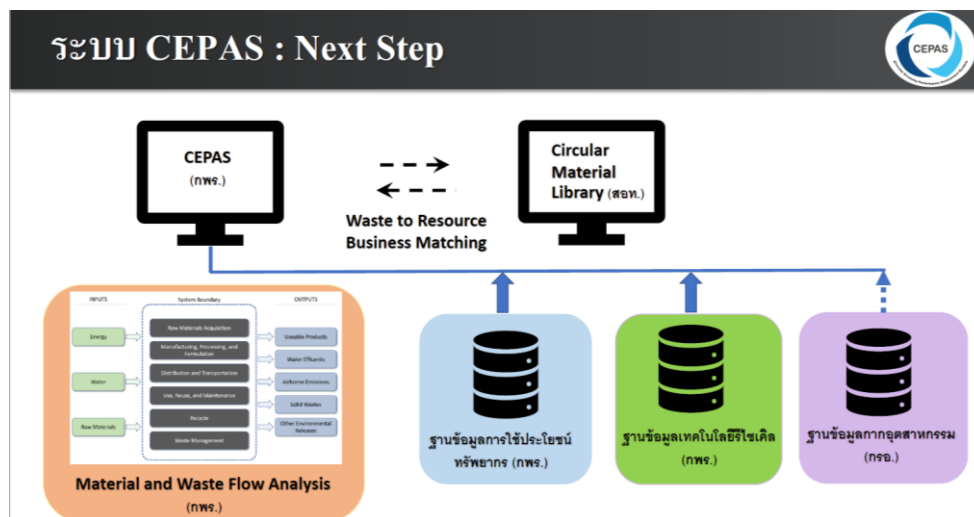 ระบบ CEPAS : Next Step
CEPAS
CEPAS
(กพร.)
Circular
Material
Library (สอท.)
Waste to Resource
Business Matching
INPUTS
System Boundary
OUTPUTS
Energy
Water
Raw Materials
Raw Materials Acquisition
Manufacturing, Processing, and
Formulation
Distribution and Transportation
Use, Reuse, and Maintenance
Recycle
Waste Management
Useable Products
Water Effluents
Airborne Emissions
Solid Wastes
Other Environmental
Releases
Material and Waste Flow Analysis
(กพร.)
ฐานข้อมูลการใช้ประโยชน์
ทรัพยากร (กพร.)
ฐานข้อมูลเทคโนโลยีรีไซเคิล
(กพร.)
ฐานข้อมูลกากอุตสาหกรรม
(กรอ.)